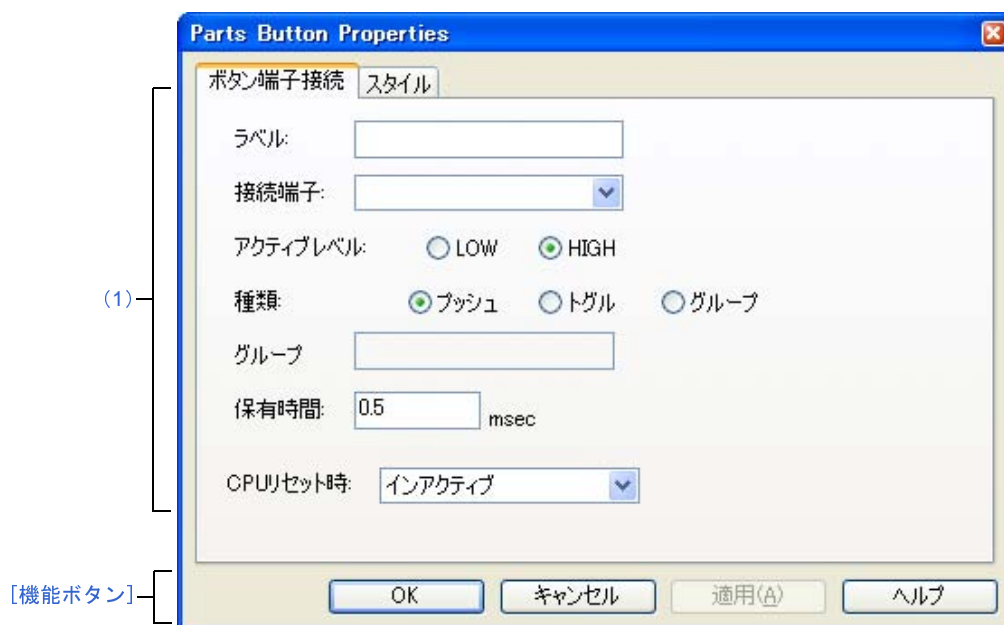 Parts Button Properties
ボタン端子接続 スタイル
ラベル:
接続端子:
アクティブレベル: LOW HIGH
(1)
種類: プッシュ トグル グループ
グループ
保有時間: 0.5 msec
CPUリセット時: インアクティブ
[機能ボタン]
OK キャンセル 適用(A) ヘルプ